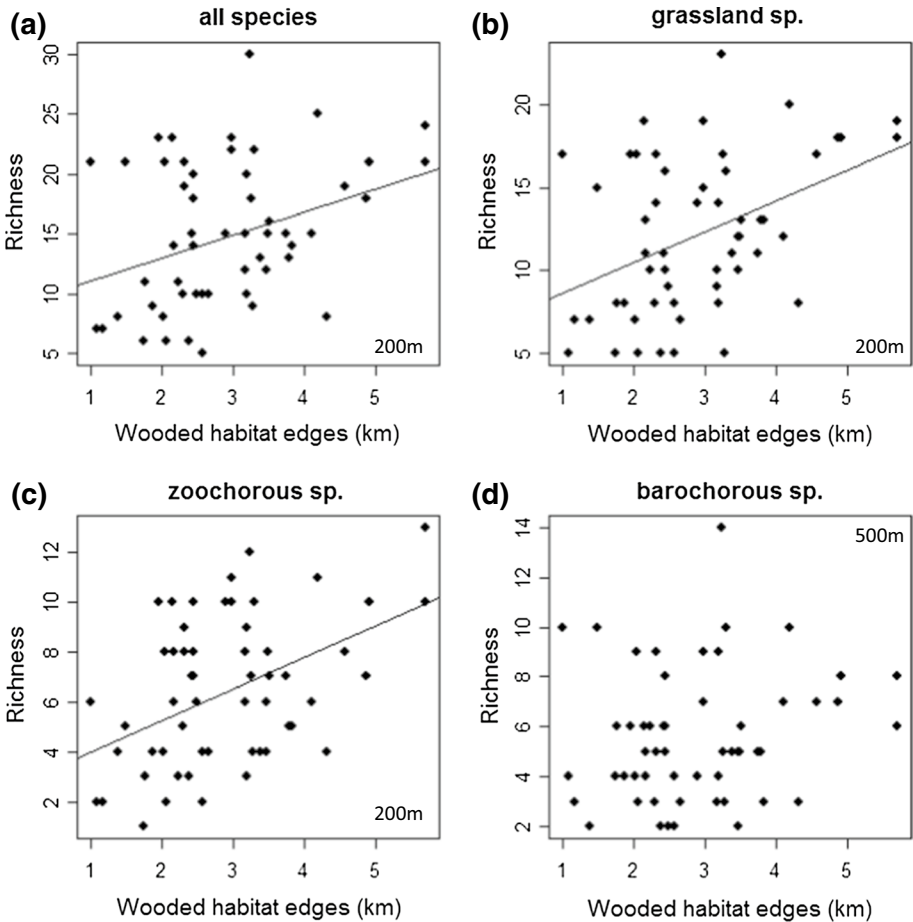 (a) all species
30
25
20
15
10
5
Richness
200m
1 2 3 4 5
Wooded habitat edges (km)
(b) grassland sp.
20
15
10
5
Richness
200m
1 2 3 4 5
Wooded habitat edges (km)
(c) zoochorous sp.
12
10
8
6
4
2
Richness
200m
1 2 3 4 5
Wooded habitat edges (km)
(d) barochorous sp.
500m
14
12
10
8
6
4
2
Richness
1 2 3 4 5
Wooded habitat edges (km)